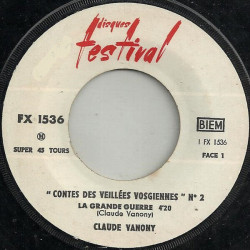 disques
festival
FX 1536
BIEM
SUPER 45 TOURS
1 FX 1536
FACE 1
"CONTES DES VEILLÉES VOSGIENNES" N° 2
LA GRANDE GUERRE 4'20
(Claude Vanony)
CLAUDE VANONY